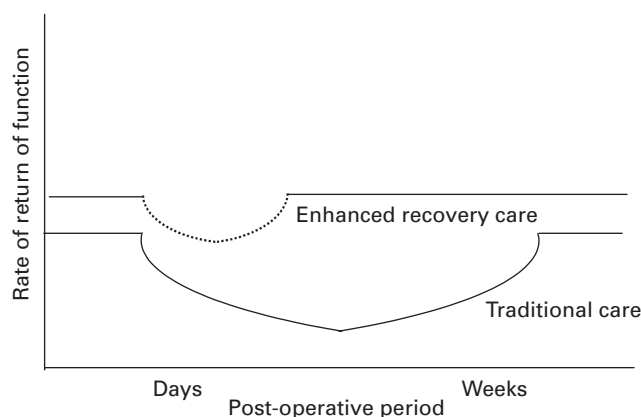 Rate of return of function
Enhanced recovery care
Traditional care
Days
Weeks
Post-operative period